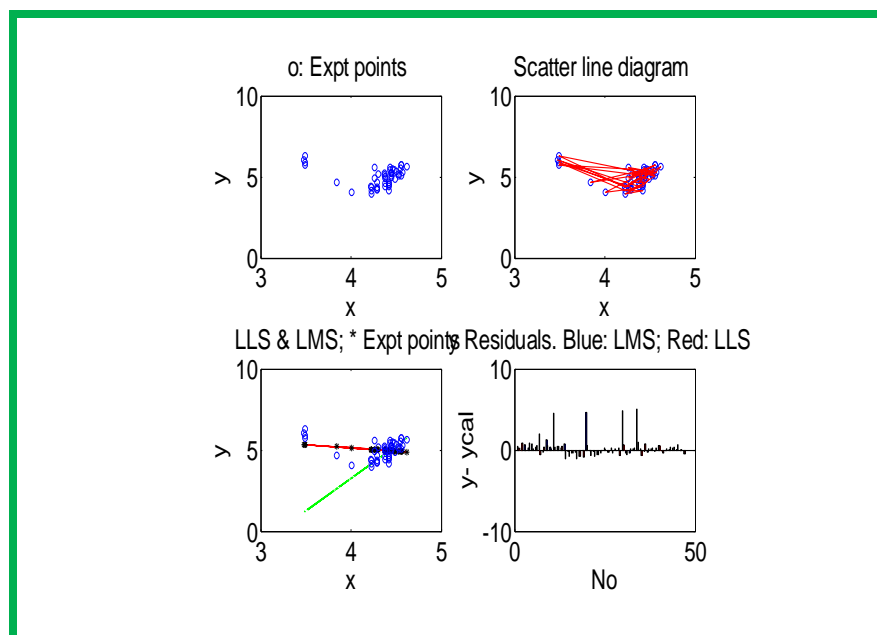 o: Expt points
10
5
0
y
3
4
5
x
Scatter line diagram
10
5
0
y
3
4
5
x
LLS & LMS; * Expt points
10
5
0
y
3
4
5
x
y Residuals. Blue: LMS; Red: LLS
10
0
-10
y- ycal
0
50
No